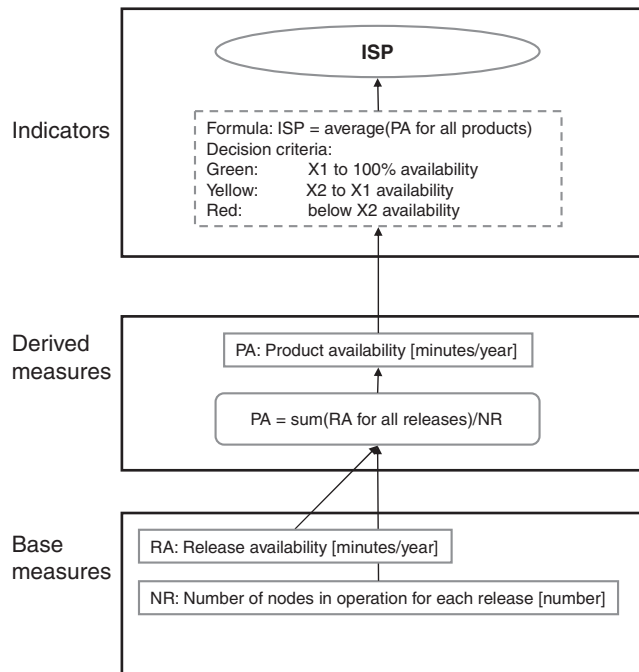 ISP
Indicators
Formula: ISP = average(PA for all products)
Decision criteria:
Green: X1 to 100% availability
Yellow: X2 to X1 availability
Red: below X2 availability
Derived
measures
PA: Product availability [minutes/year]
PA = sum(RA for all releases)/NR
Base
measures
RA: Release availability [minutes/year]
NR: Number of nodes in operation for each release [number]